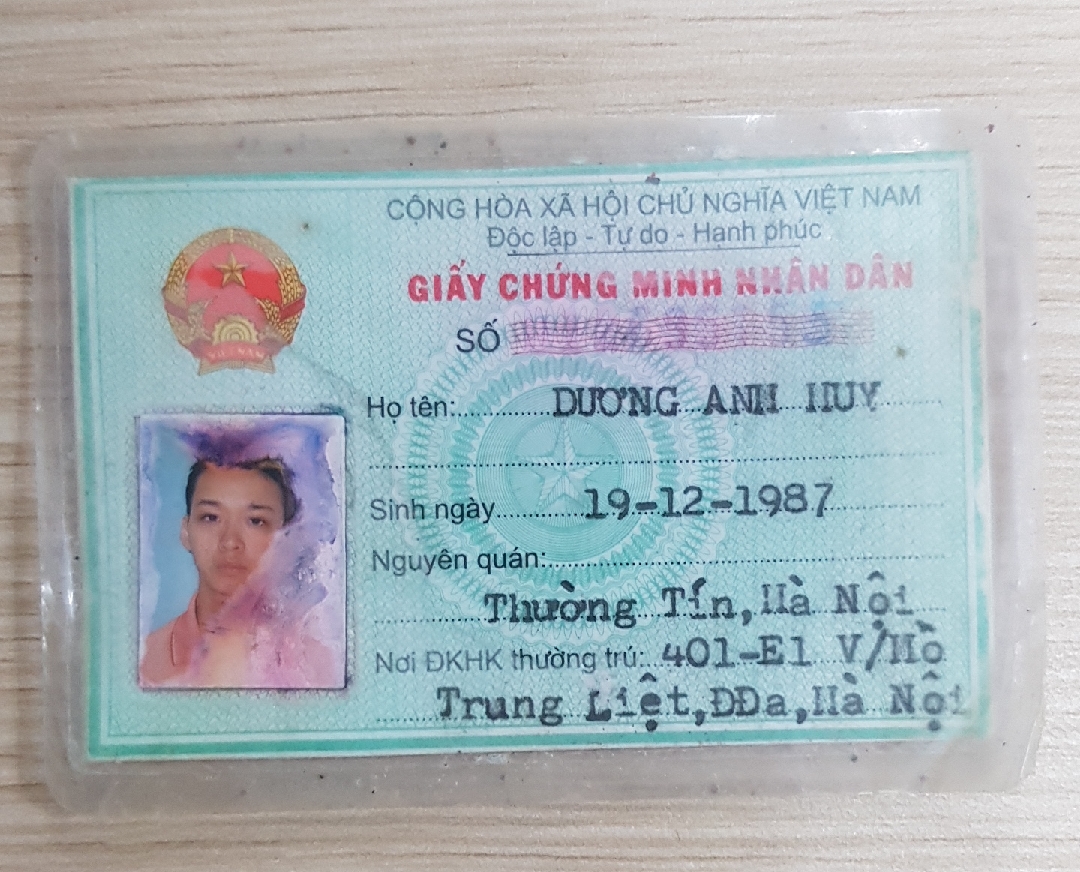 CỘNG HÒA XÃ HỘI CHỦ NGHĨA VIỆT NAM
Độc lập - Tự do - Hạnh phúc
GIẤY CHỨNG MINH NHÂN DÂN
SỐ
VIỆT NAM
Họ tên: DƯƠNG ANH HUY
Sinh ngày 19-12-1987
Nguyên quán:
Thường Tín, Hà Nội
Nơi ĐKHK thường trú: 401-E1 V/Hồ
Trung Liệt, ĐĐa, Hà Nội